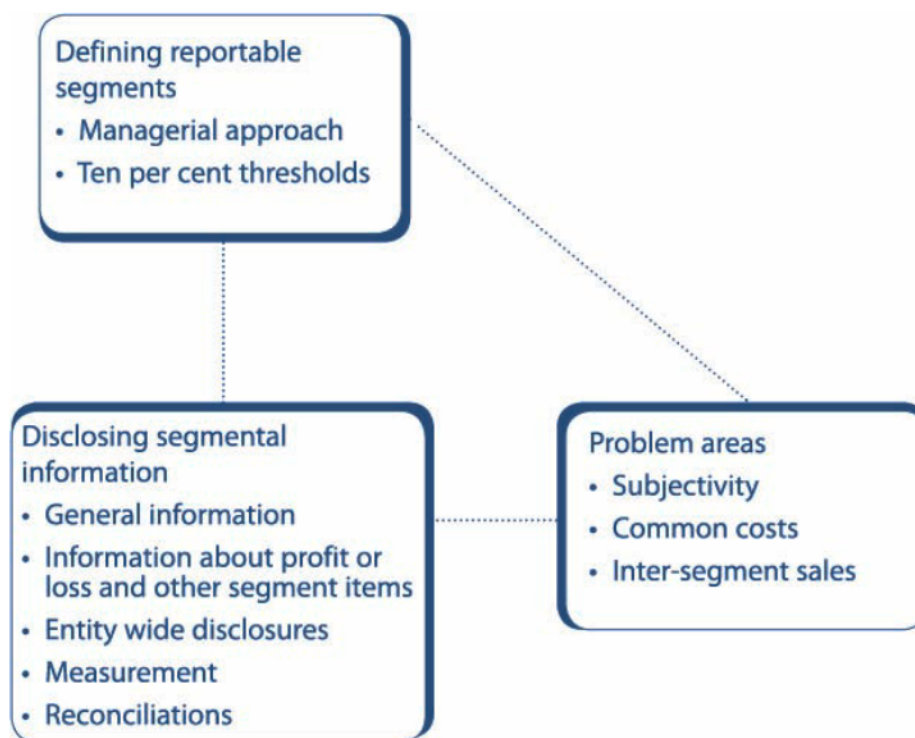 Defining reportable
segments
• Managerial approach
• Ten per cent thresholds
Disclosing segmental
information
• General information
• Information about profit or
loss and other segment items
• Entity wide disclosures
• Measurement
• Reconciliations
Problem areas
• Subjectivity
• Common costs
• Inter-segment sales